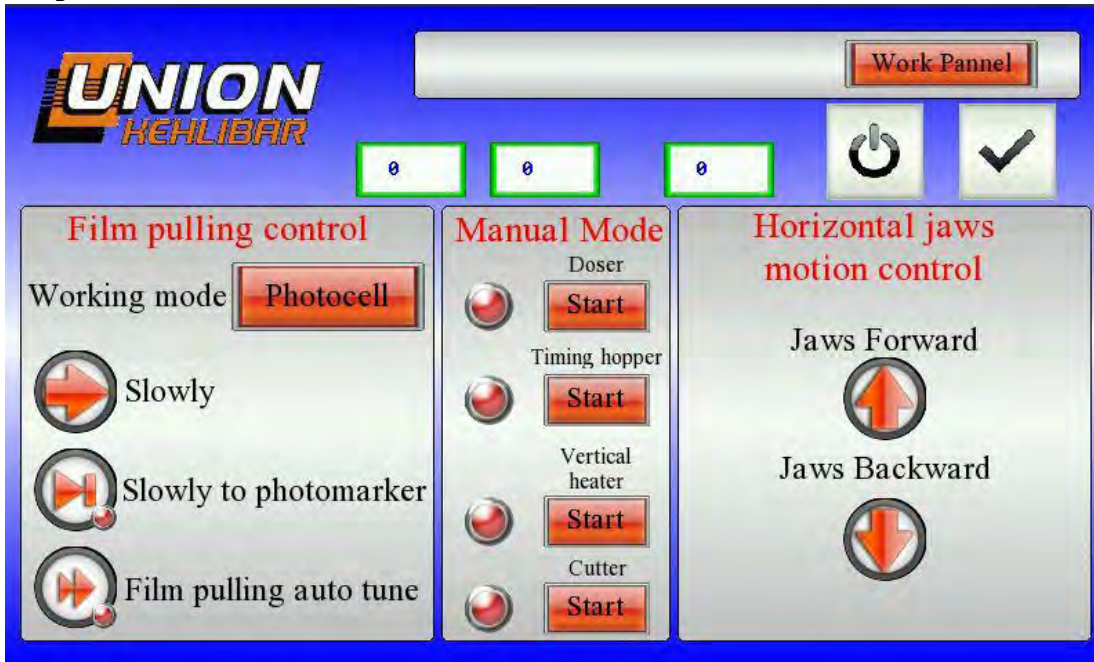 UNION
KEHLIBAR
Work Pannel
0
0
0
Film pulling control
Working mode
Photocell
Slowly
Slowly to photomarker
Film pulling auto tune
Manual Mode
Doser
Start
Timing hopper
Start
Vertical
heater
Start
Cutter
Start
Horizontal jaws
motion control
Jaws Forward
Jaws Backward